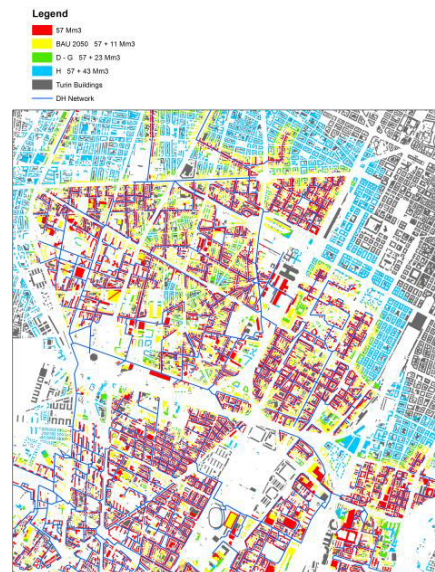 Legend
57 Mm3
BAU 2050 57 + 11 Mm3
D - G 57 + 23 Mm3
H 57 + 43 Mm3
Turin Buildings
DH Network